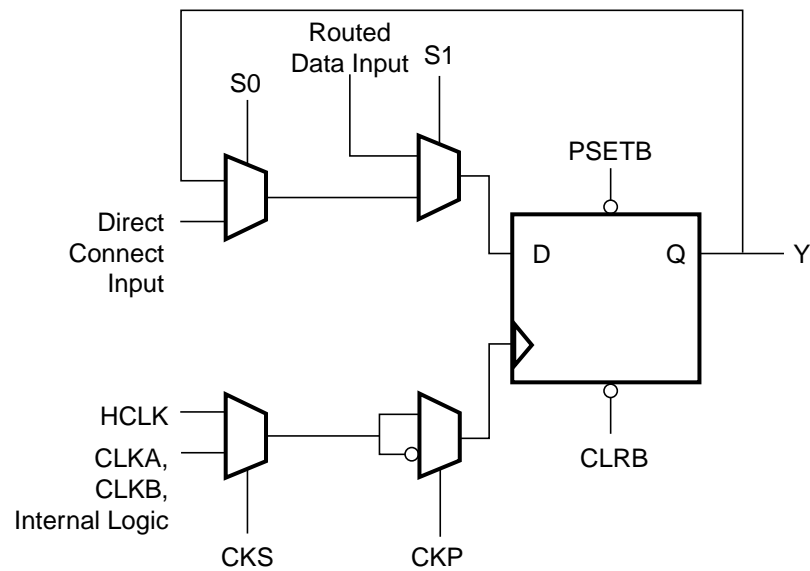 Routed
Data Input
S1
S0
PSETB
Direct
Connect
Input
D
Q
Y
HCLK
CLKA,
CLKB,
Internal Logic
CLRB
CKS
CKP